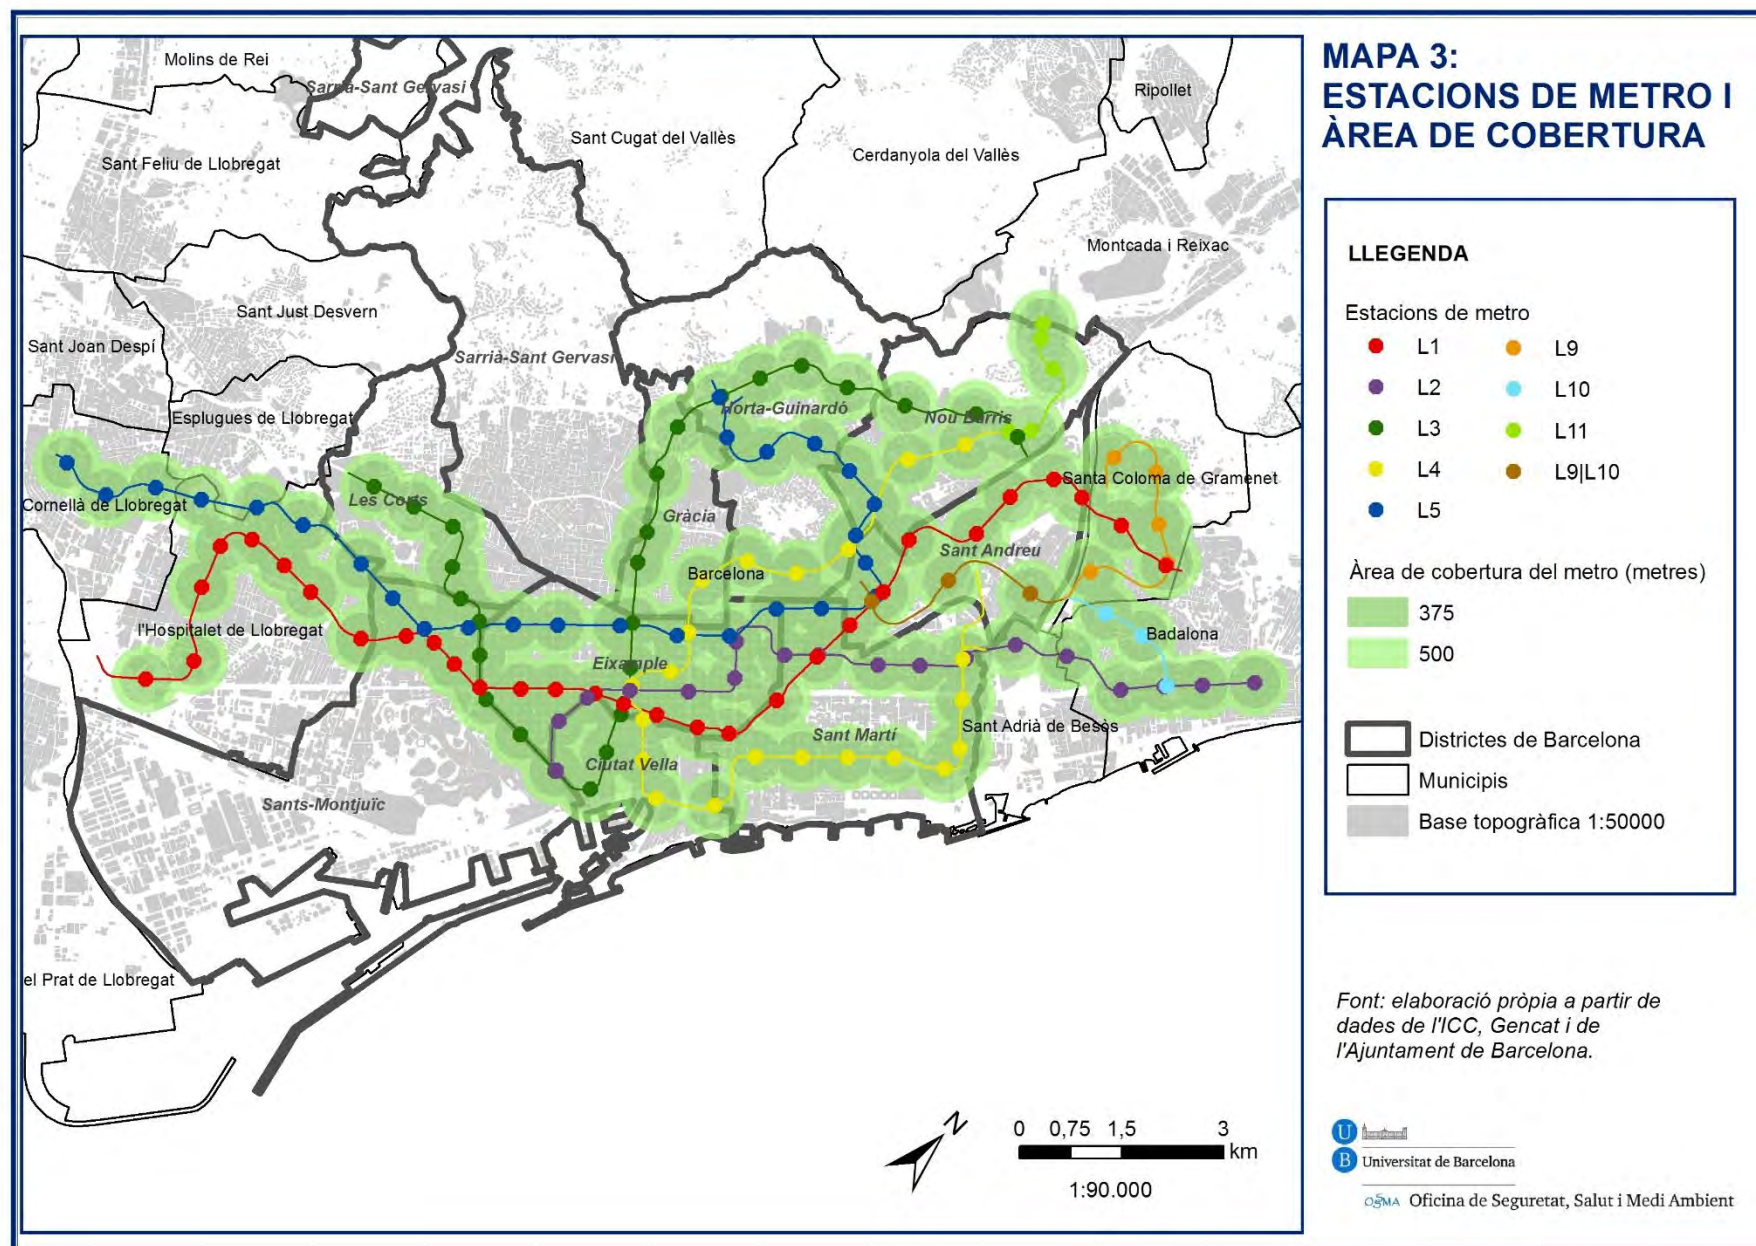 MAPA 3:
ESTACIONS DE METRO I
ÀREA DE COBERTURA
LLEGENDA
Estacions de metro
L1
L9
L2
L10
L3
L11
L4
L9|L10
L5
Àrea de cobertura del metro (metres)
375
500
Districtes de Barcelona
Municipis
Base topogràfica 1:50000
Font: elaboració pròpia a partir de
dades de l'ICC, Gencat i de
l'Ajuntament de Barcelona.
U
B
Universitat de Barcelona
OSMA Oficina de Seguretat, Salut i Medi Ambient
Molins de Rei
Sarrià-Sant Gervasi
Ripollet
Sant Cugat del Vallès
Cerdanyola del Vallès
Sant Feliu de Llobregat
Montcada i Reixac
Sant Just Desvern
Sant Joan Despí
Sarrià-Sant Gervasi
Esplugues de Llobregat
Horta-Guinardó
Nou Barris
Santa Coloma de Gramenet
Les Corts
Cornellà de Llobregat
Gràcia
Sant Andreu
Barcelona
l'Hospitalet de Llobregat
Badalona
Eixample
Sant Adrià de Besòs
Sant Martí
Ciutat Vella
Sants-Montjuïc
el Prat de Llobregat
N
0 0,75 1,5 3
km
1:90.000